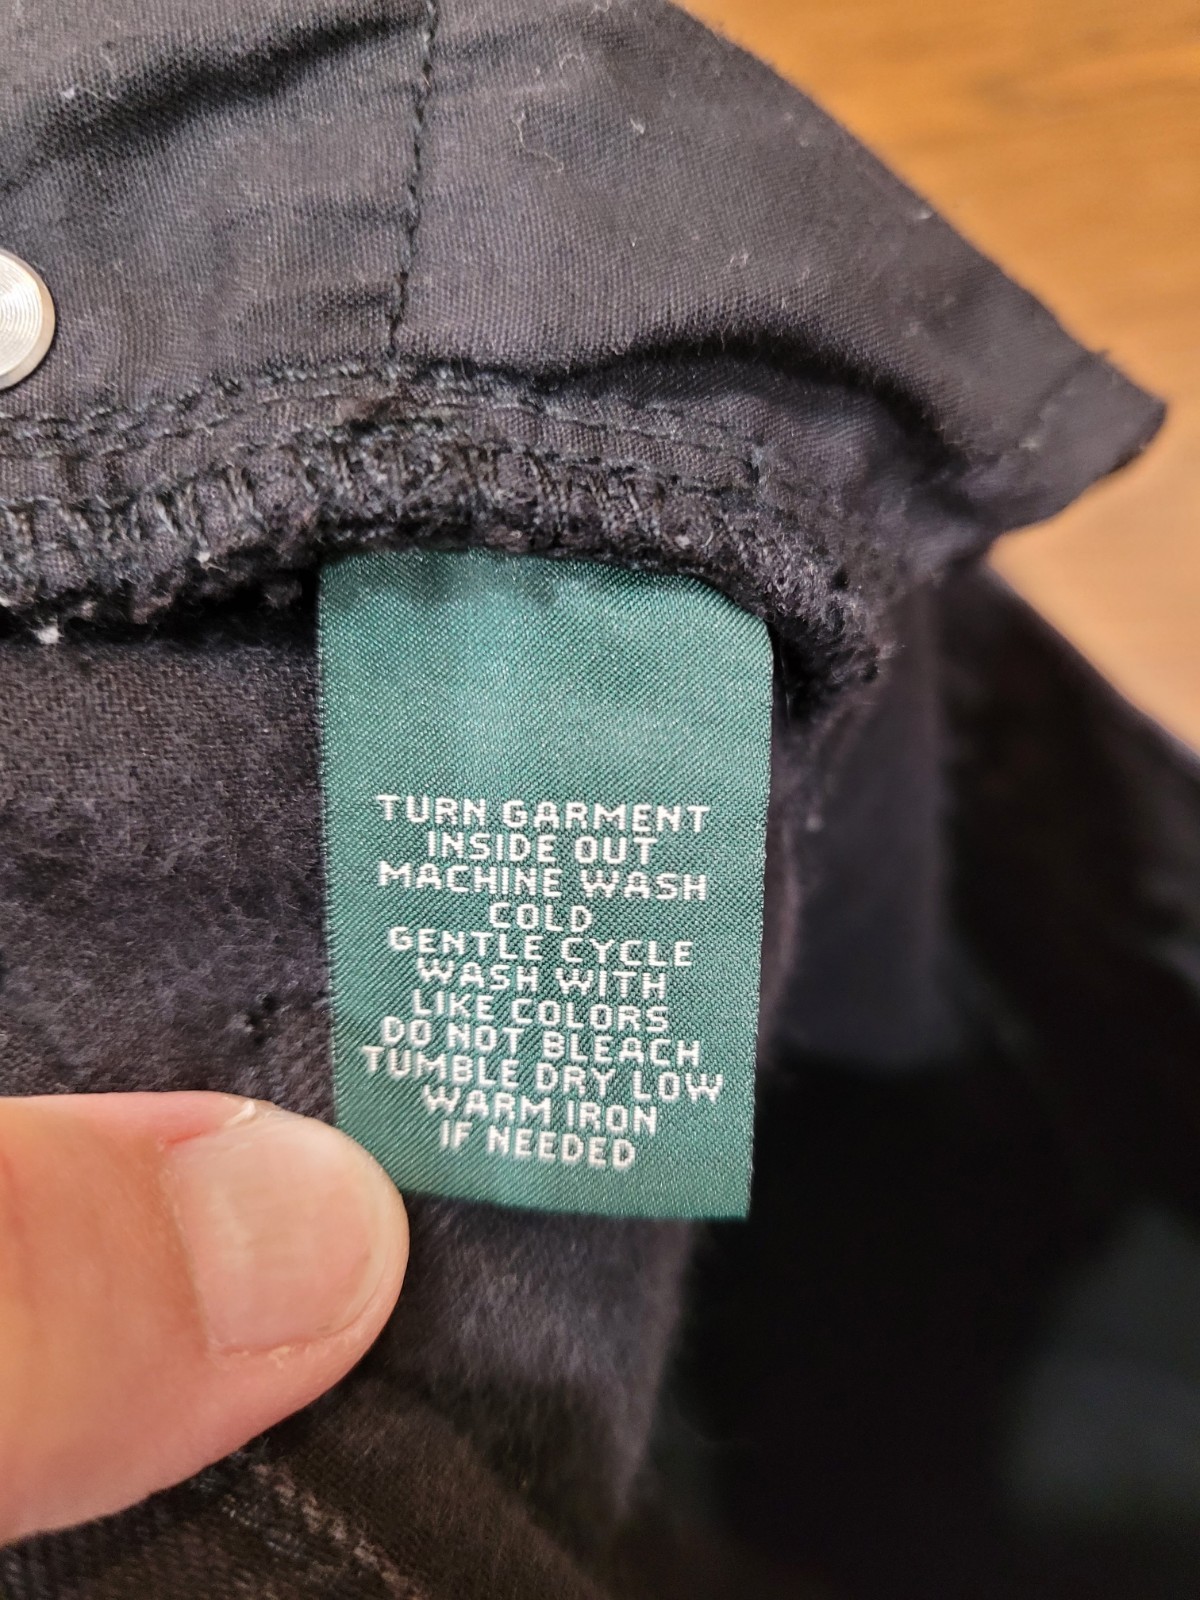 TURN GARMENT
INSIDE OUT
MACHINE WASH
COLD
GENTLE CYCLE
WASH WITH
LIKE COLORS
DO NOT BLEACH
TUMBLE DRY LOW
WARM IRON
IF NEEDED